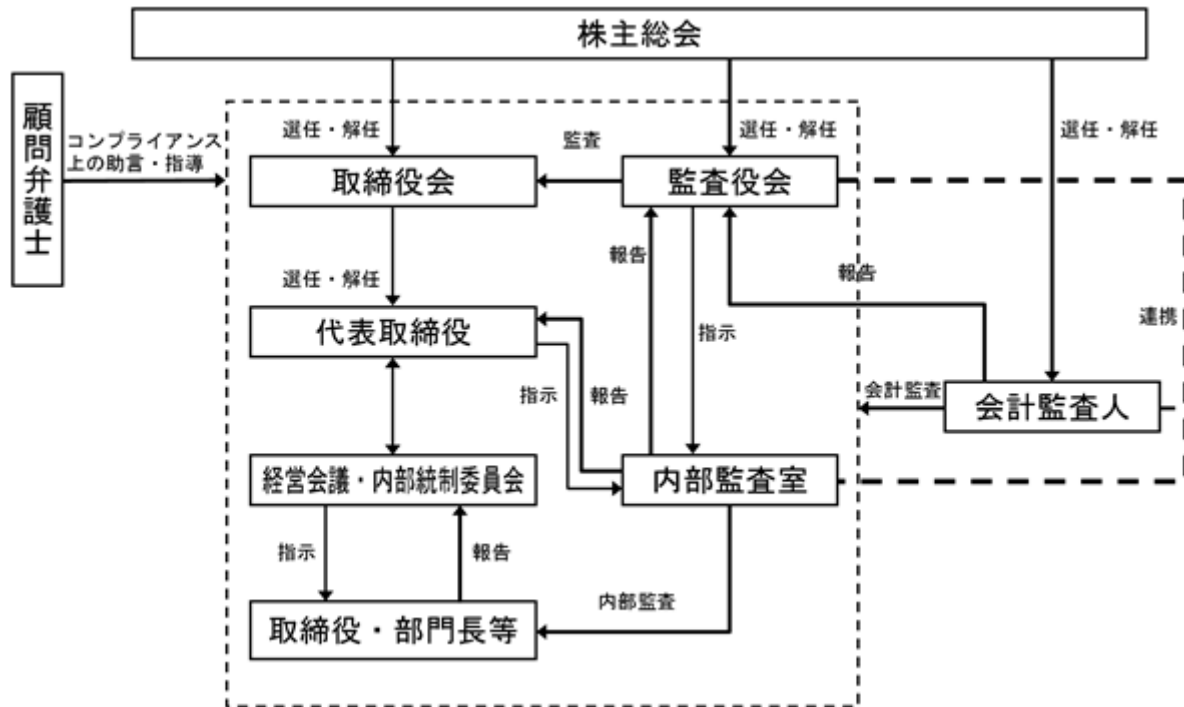 株主総会
顧問弁護士
コンプライアンス
上の助言・指導
選任・解任
監査
選任・解任
選任・解任
取締役会
監査役会
報告
報告
選任・解任
連携
指示
代表取締役
指示
報告
会計監査
会計監査人
経営会議・内部統制委員会
内部監査室
指示
報告
内部監査
取締役・部門長等